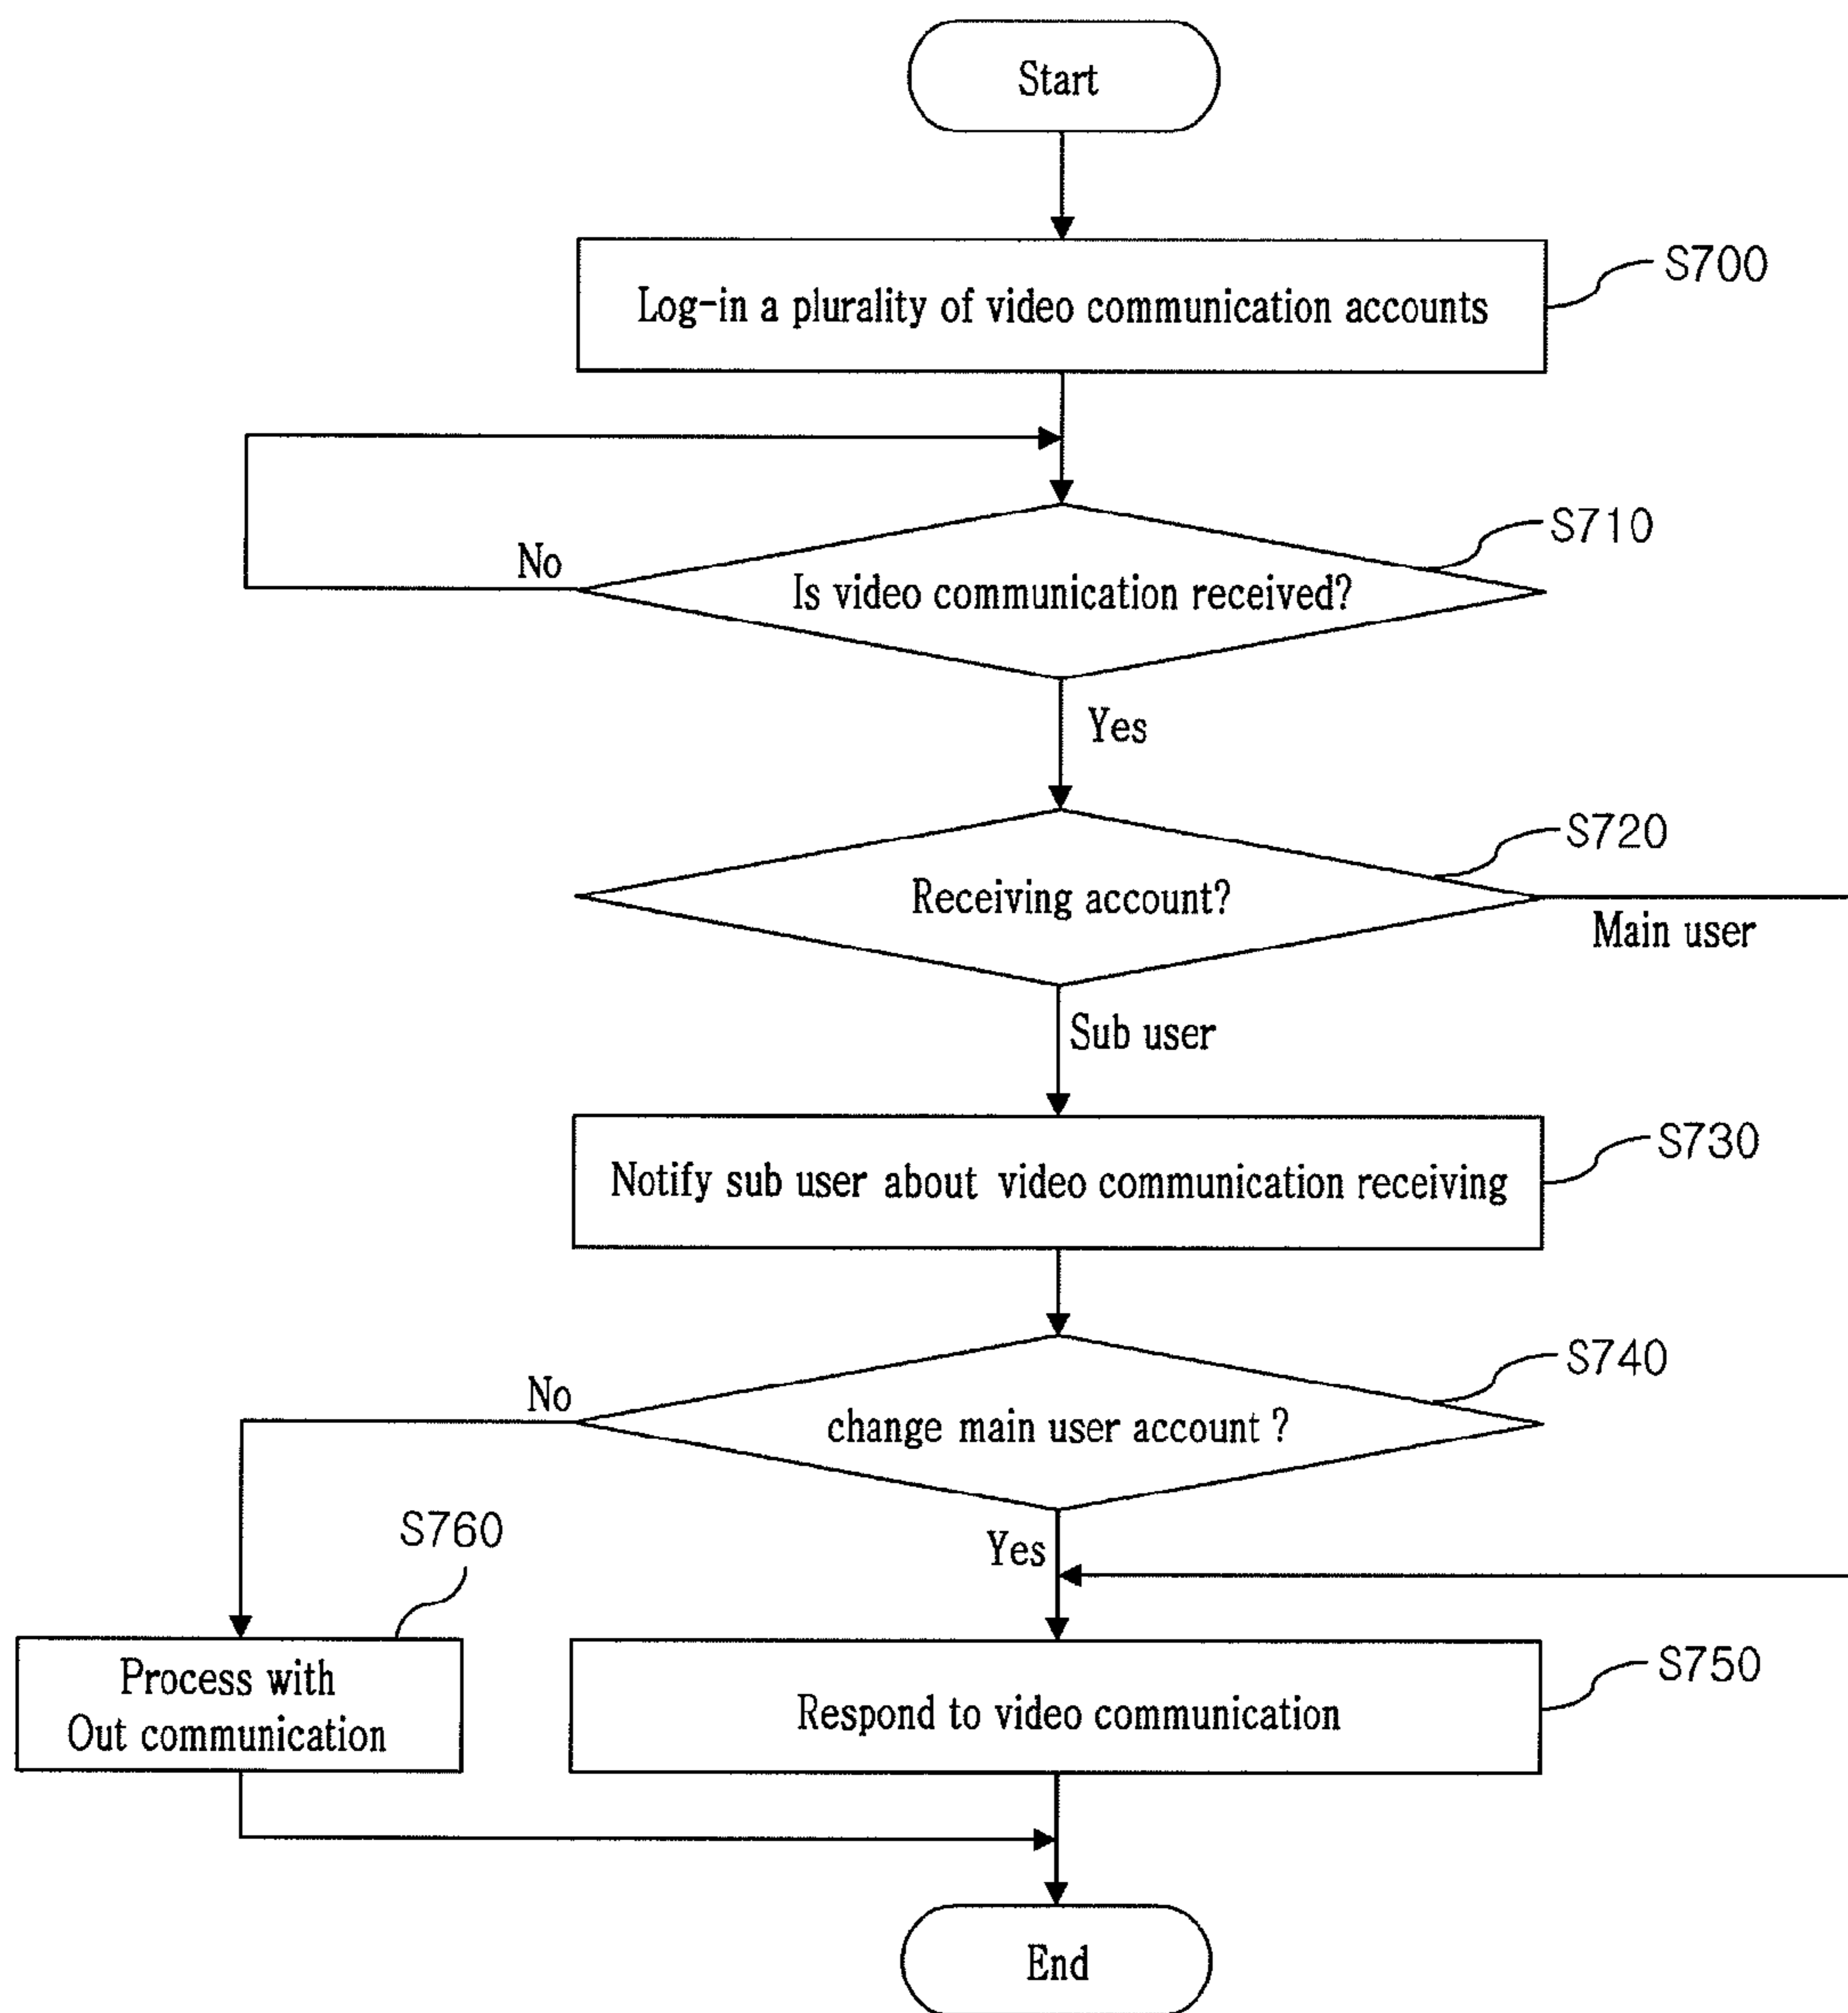 Start
Log-in a plurality of video communication accounts
S700
S710
No
Is video communication received?
Yes
S720
Receiving account?
Main user
Sub user
S730
Notify sub user about video communication receiving
S740
No
change main user account ?
S760
Yes
Process with
Out communication
S750
Respond to video communication
End